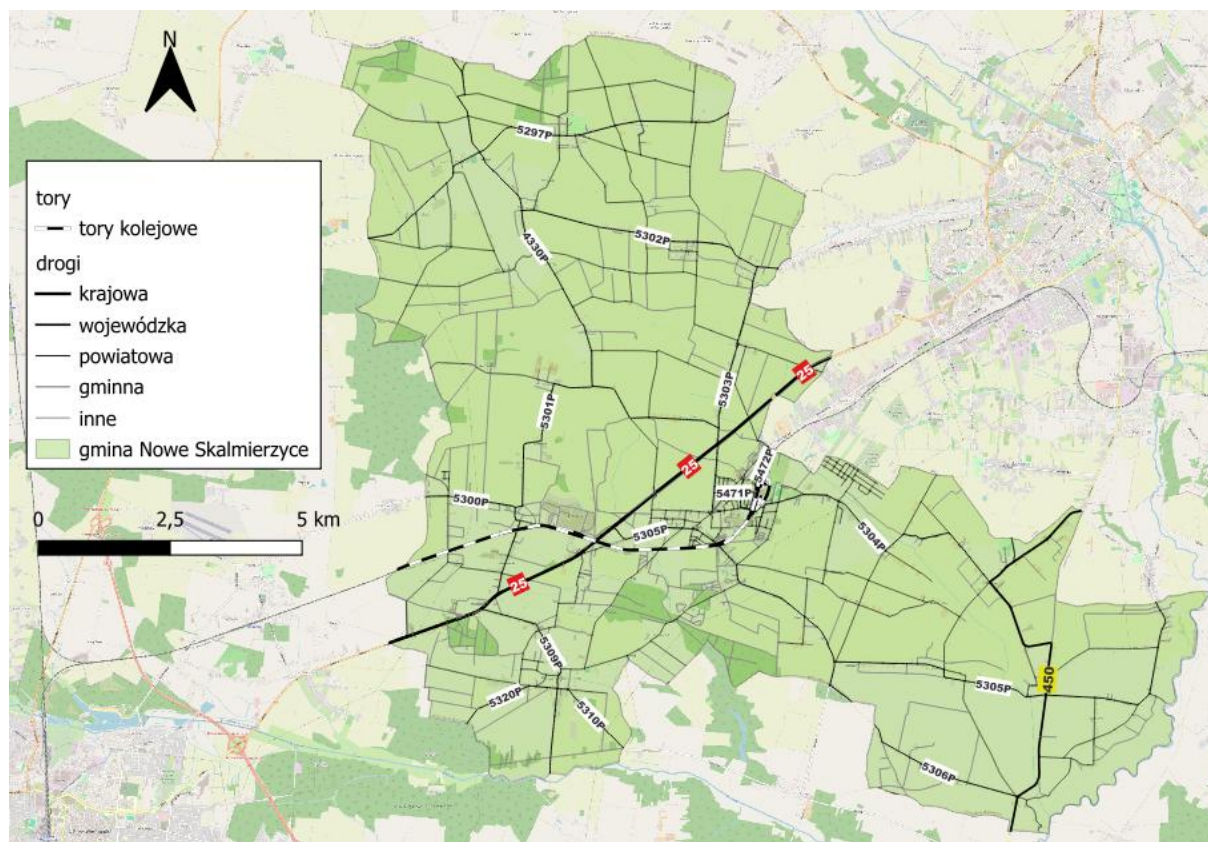 N
tory
tory kolejowe
drogi
krajowa
wojewódzka
powiatowa
gminna
inne
gmina Nowe Skalmierzyce
0 2,5 5 km
5297P
4330P
5302P
5301P
5303P
25
25
5472P
5471P
5300P
5305P
5304P
25
5309P
5320P
5310P
5305P
450
5306P